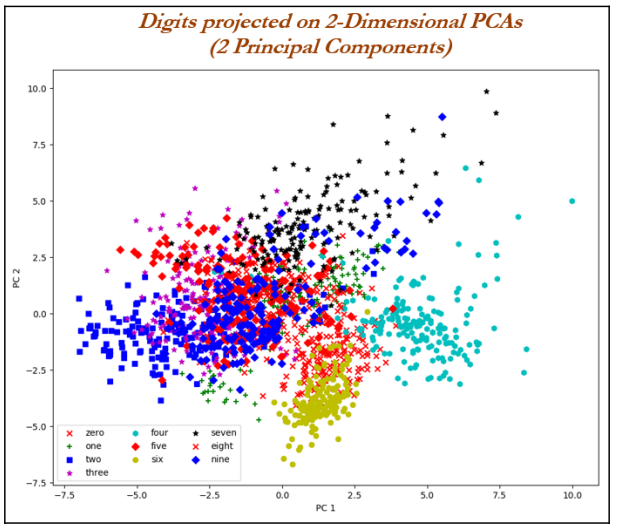 Digits projected on 2-Dimensional PCAs
(2 Principal Components)
10.0
7.5
5.0
2.5
0.0
−2.5
−5.0
−7.5
PC 2
zero four seven
one five eight
two six nine
three
−7.5 −5.0 −2.5 0.0 2.5 5.0 7.5 10.0
PC 1